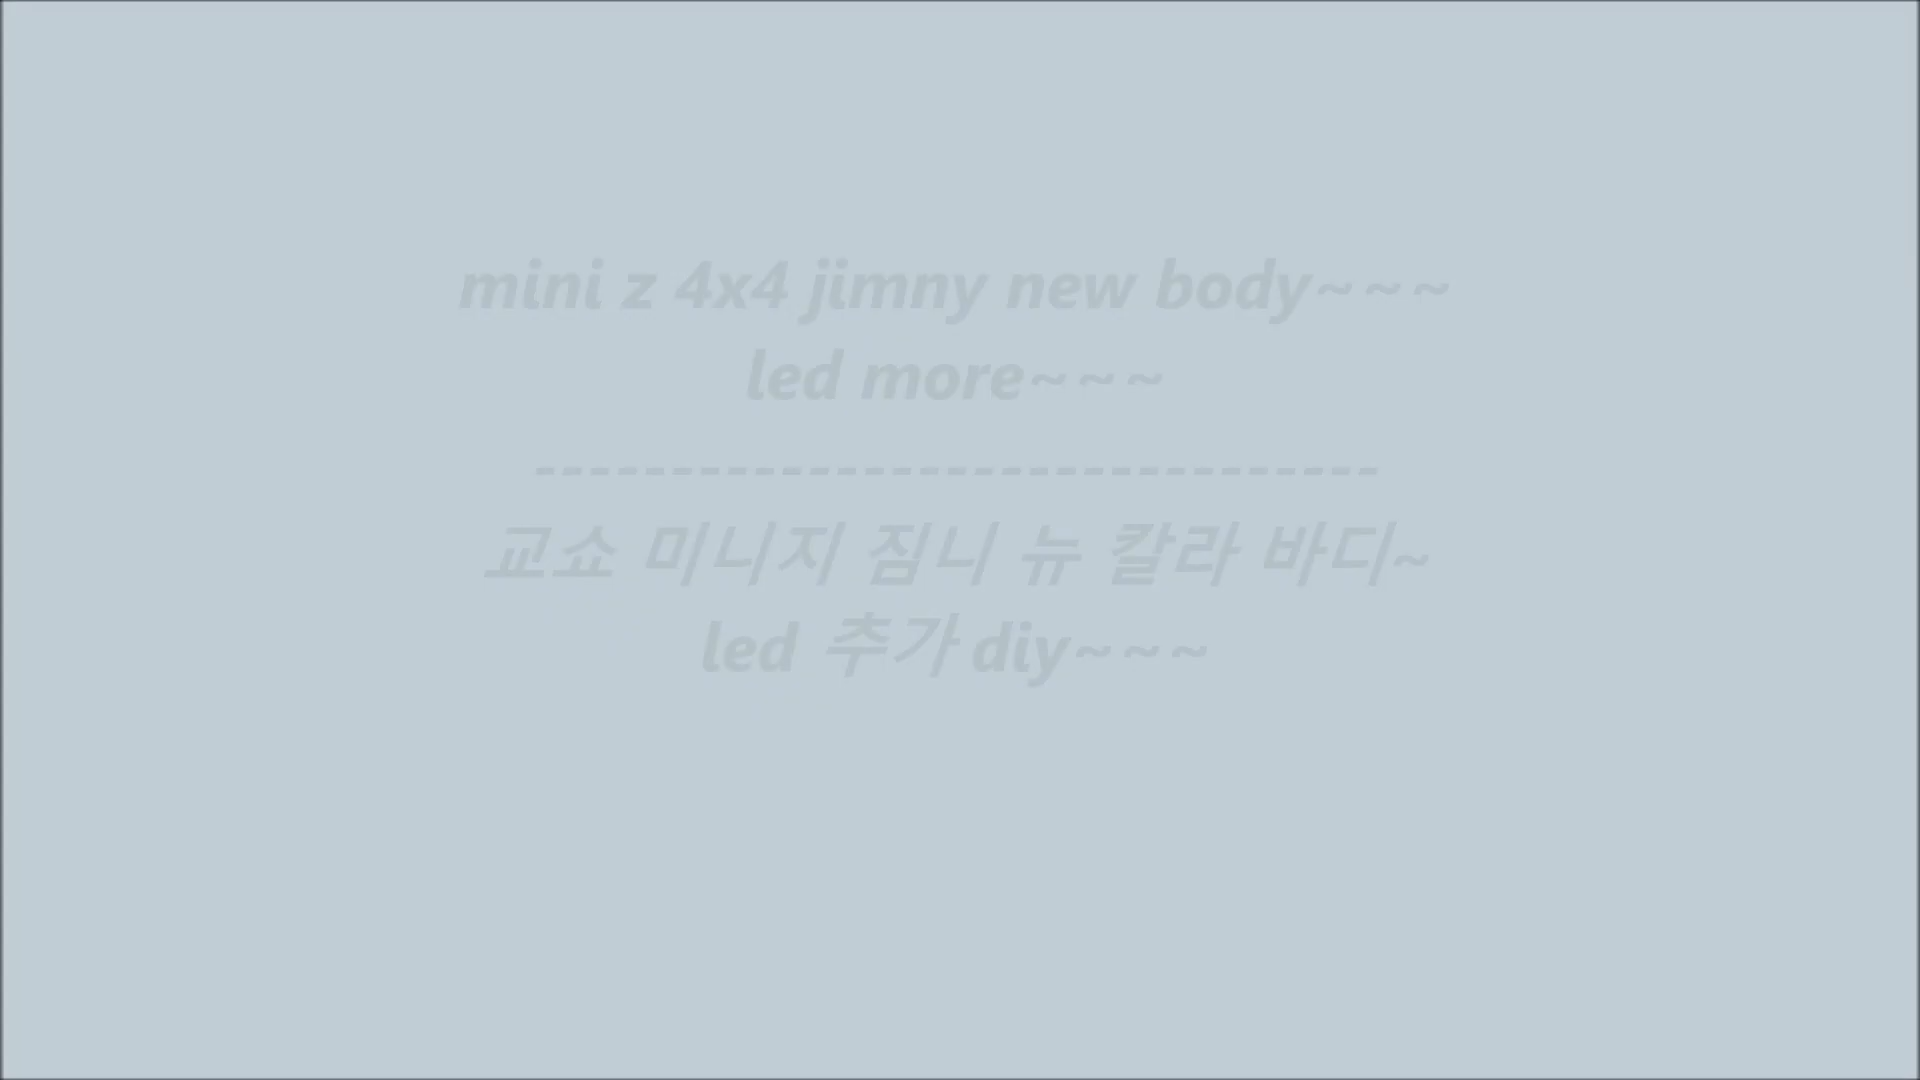 mini z 4x4 jimny new body~~~
led more~~~
-------------------------------
교쇼 미니지 짐니 뉴 칼라 바디~
led 추가 diy~~~